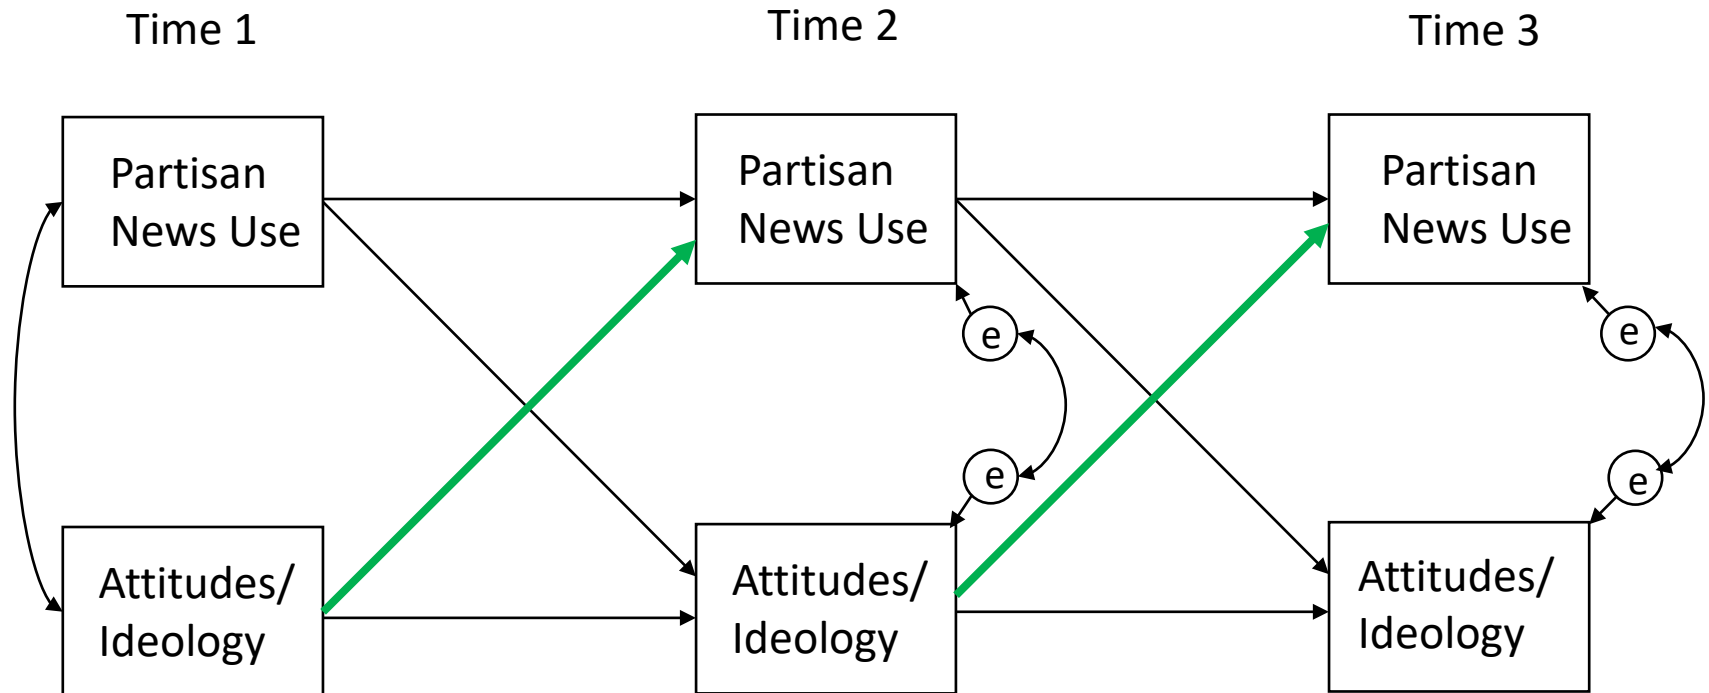 Time 1
Time 2
Time 3
Partisan
News Use
Partisan
News Use
Partisan
News Use
e
e
e
e
Attitudes/
Ideology
Attitudes/
Ideology
Attitudes/
Ideology